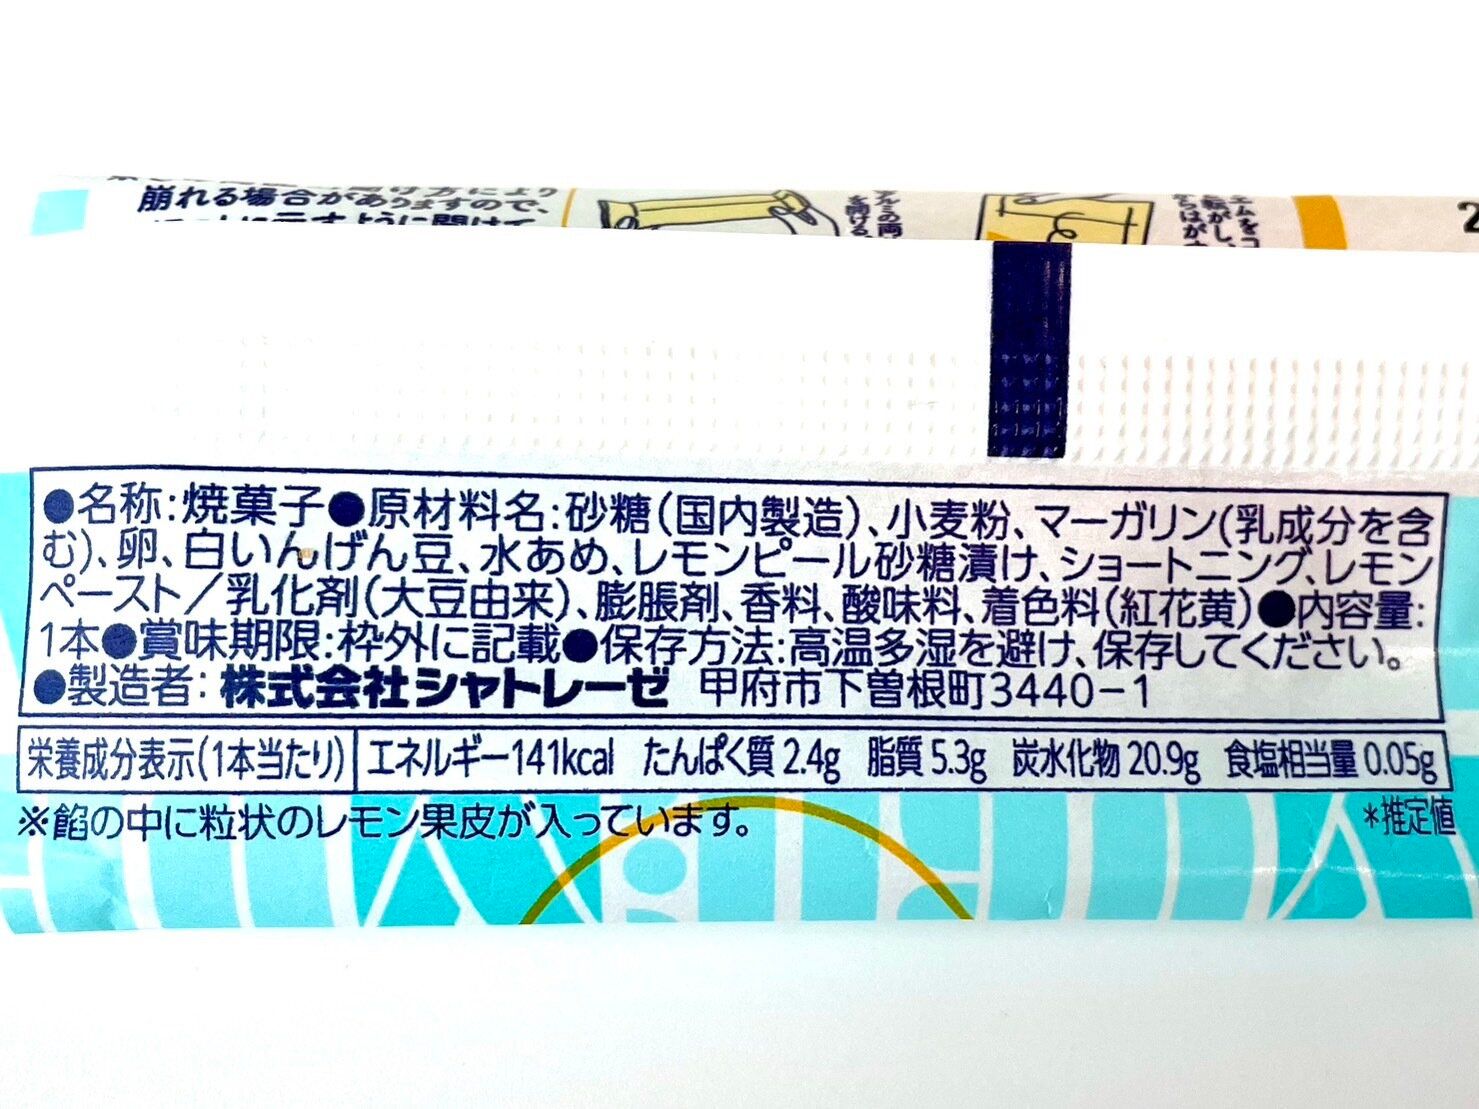 崩れる場合がありますので、
●名称:焼菓子●原材料名:砂糖(国内製造)、小麦粉、マーガリン(乳成分を含
む)、卵、白いんげん豆、水あめ、レモンピール砂糖漬け、ショートニング、レモン
ペースト/乳化剤(大豆由来)、膨脹剤、香料、酸味料、着色料(紅花黄)●内容量:
1本●賞味期限:枠外に記載●保存方法:高温多湿を避け、保存してください。
●製造者:株式会社シャトレーゼ 甲府市下曽根町3440-1
栄養成分表示(1本当たり) エネルギー141kcal たんぱく質2.4g 脂質5.3g 炭水化物20.9g 食塩相当量0.05g
※餡の中に粒状のレモン果皮が入っています。
*推定値